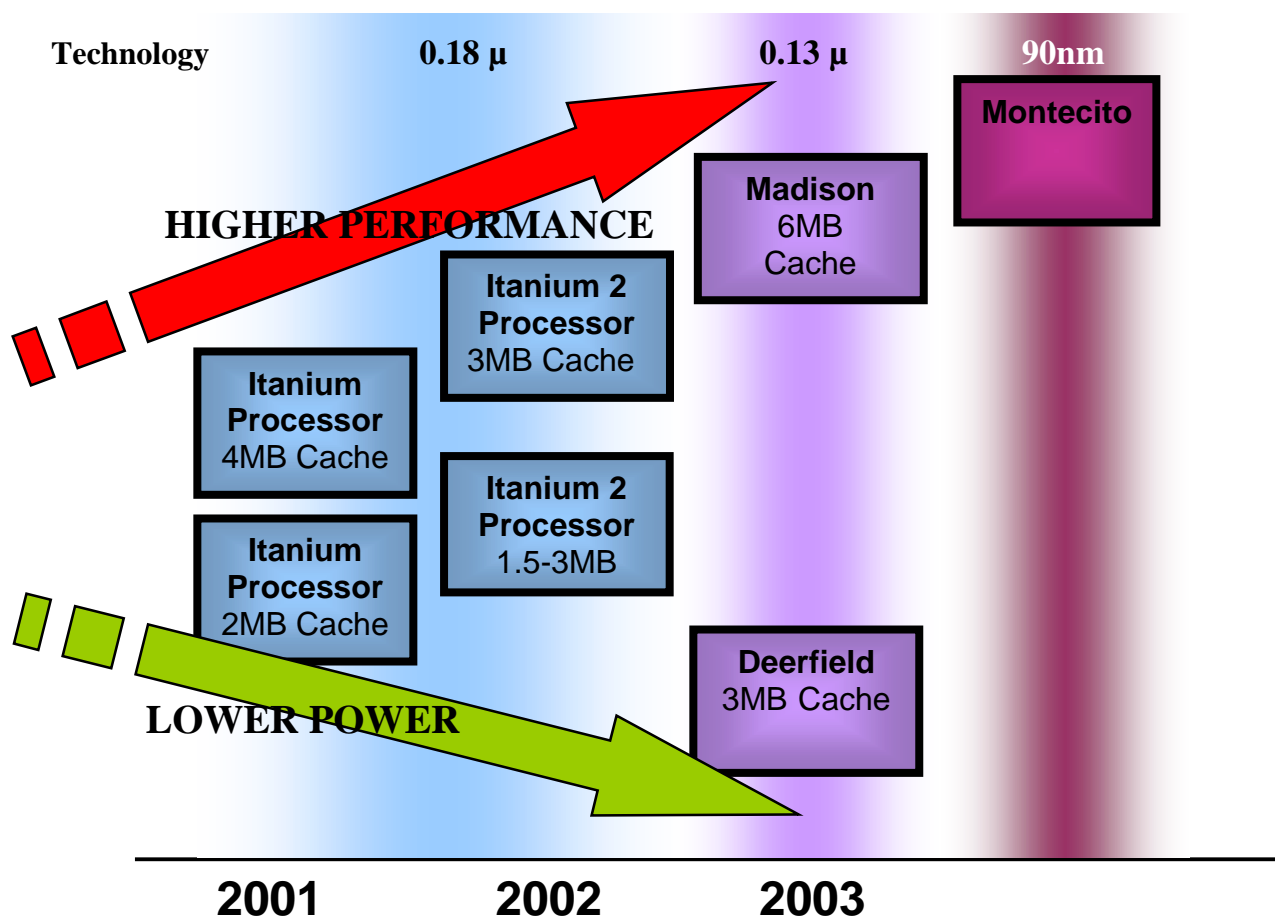 Technology 0.18 µ 0.13 µ 90nm
Montecito
Madison
6MB
Cache
HIGHER PERFORMANCE
Itanium 2
Processor
3MB Cache
Itanium
Processor
4MB Cache
Itanium 2
Processor
1.5-3MB
Itanium
Processor
2MB Cache
Deerfield
3MB Cache
LOWER POWER
2001 2002 2003